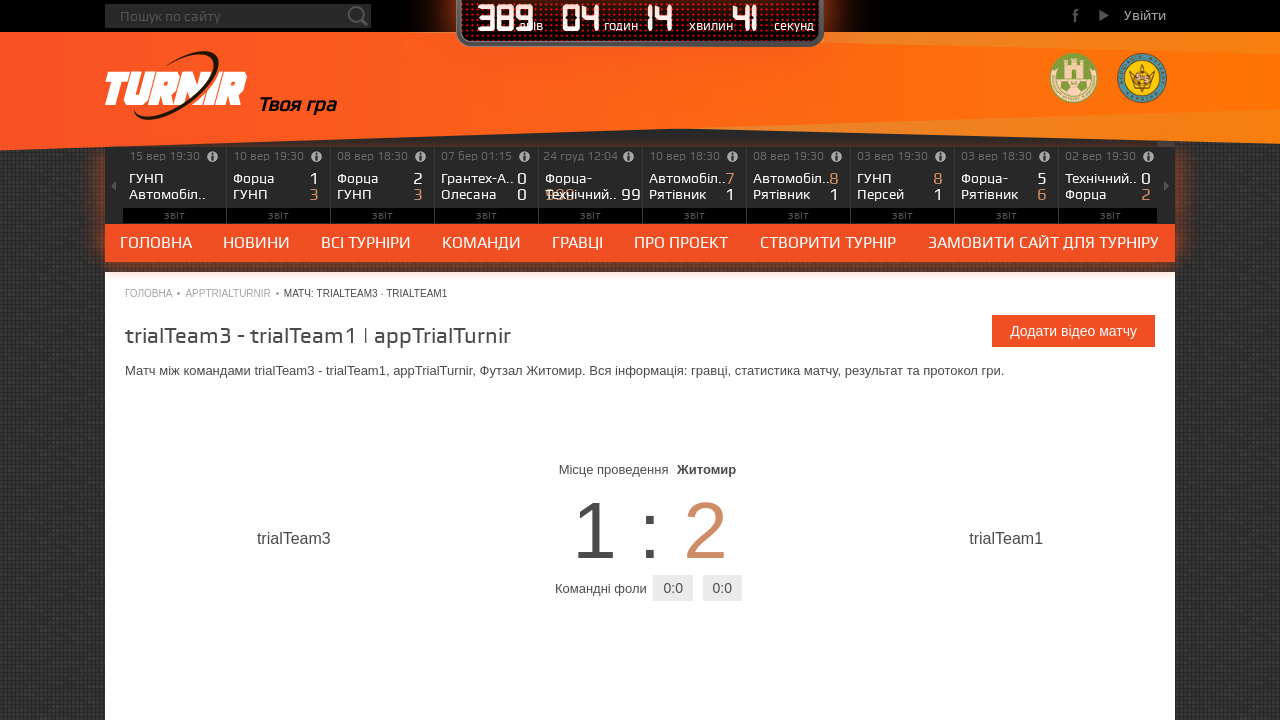 Пошук по сайту
389 днів 04 годин 14 хвилин 41 секунд
Увійти
TURNIR
Твоя гра
15 вер 19:30 10 вер 19:30 08 вер 18:30 07 бер 01:15 24 груд 12:04 10 вер 18:30 08 вер 19:30 03 вер 19:30 03 вер 18:30 02 вер 19:30
ГУНП Форца 1 Форца 2 Грантех-А.. 0 Форца- 999 Автомобіл.. 7 Автомобіл.. 8 ГУНП 8 Форца- 5 Технічний.. 0
Автомобіл.. ГУНП 3 ГУНП 3 Олесана 0 Технічний.. 99 Рятівник 1 Рятівник 1 Персей 1 Рятівник 6 Форца 2
звіт звіт звіт звіт звіт звіт звіт звіт звіт звіт
ГОЛОВНА НОВИНИ ВСІ ТУРНІРИ КОМАНДИ ГРАВЦІ ПРО ПРОЕКТ СТВОРИТИ ТУРНІР ЗАМОВИТИ САЙТ ДЛЯ ТУРНІРУ
ГОЛОВНА • APPTRIALTURNIR • МАТЧ: TRIALTEAM3 - TRIALTEAM1
trialTeam3 - trialTeam1 | appTrialTurnir
Додати відео матчу
Матч між командами trialTeam3 - trialTeam1, appTrialTurnir, Футзал Житомир. Вся інформація: гравці, статистика матчу, результат та протокол гри.
Місце проведення Житомир
trialTeam3 1 : 2 trialTeam1
Командні фоли 0:0 0:0